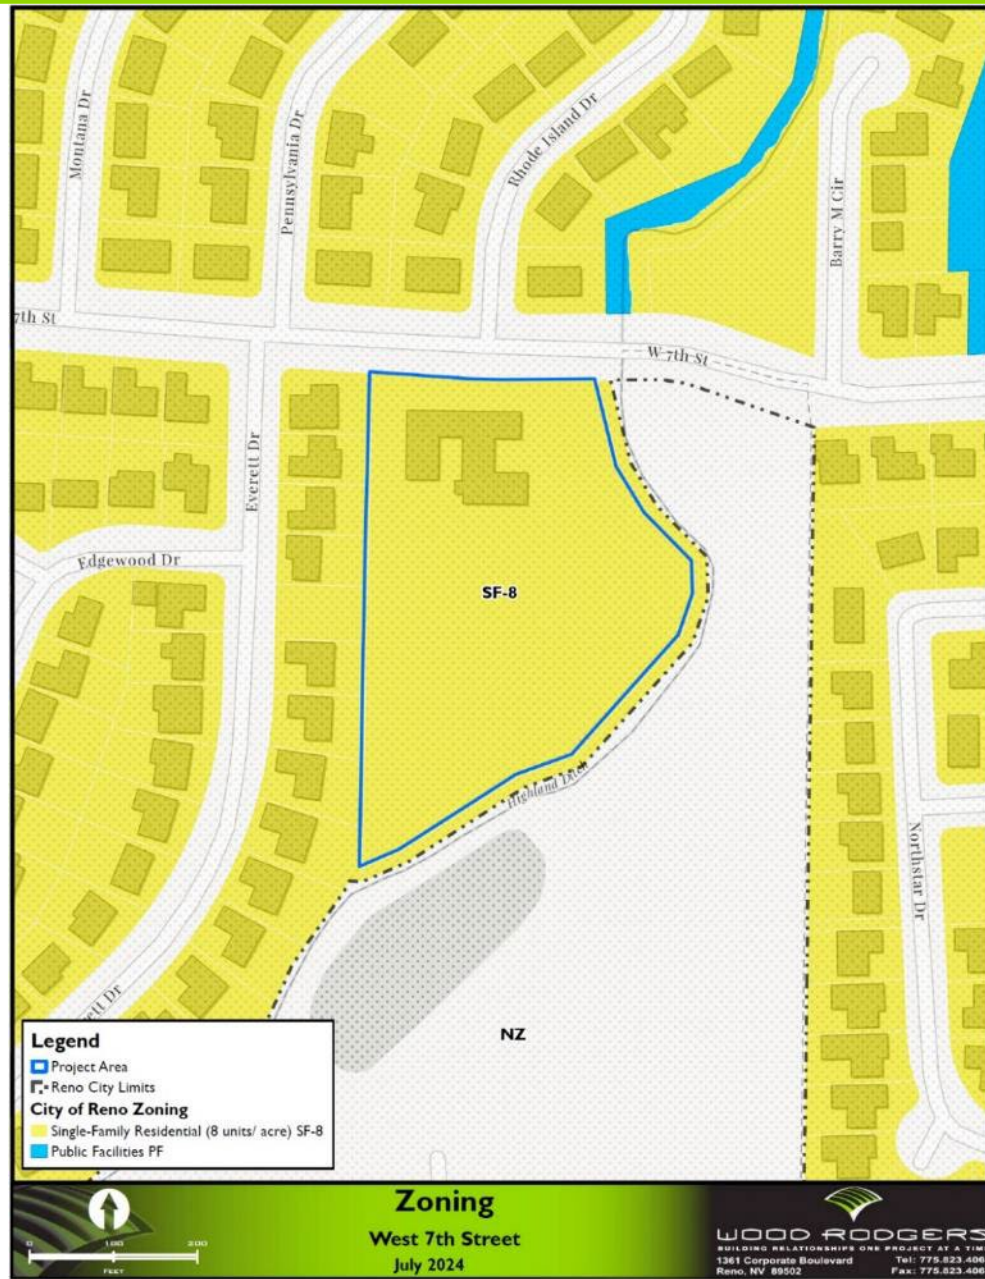 Montana Dr
Pennsylvania Dr
Rhode Island Dr
Barry M Cir
7th St
W 7th St
Everett Dr
Edgewood Dr
SF-8
Highland Ditch
Northstar Dr
ett Dr
NZ
Legend
Project Area
Reno City Limits
City of Reno Zoning
Single-Family Residential (8 units/ acre) SF-8
Public Facilities PF
0 100 200
FEET
Zoning
West 7th Street
July 2024
WOOD RODGERS
BUILDING RELATIONSHIPS ONE PROJECT AT A TIM
1361 Corporate Boulevard Tel: 775.823.406
Reno, NV 89502 Fax: 775.823.406